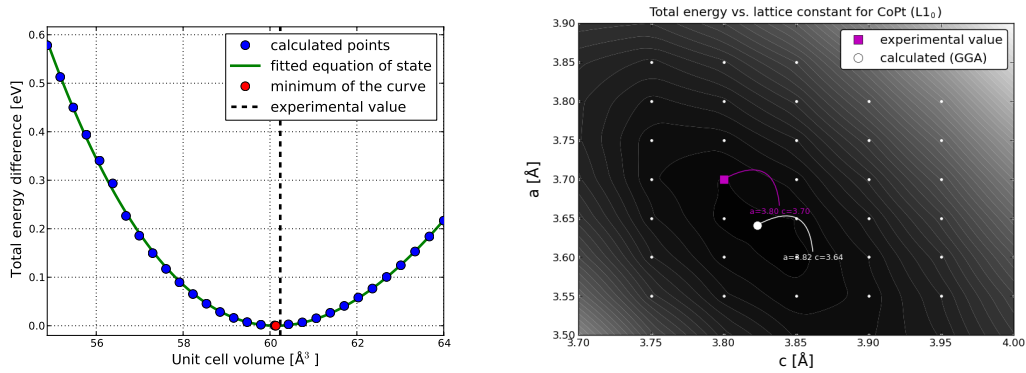 Total energy difference [eV]
0.6
0.5
0.4
0.3
0.2
0.1
0.0
calculated points
fitted equation of state
minimum of the curve
experimental value
56
58
60
62
64
Unit cell volume [Å³ ]
Total energy vs. lattice constant for CoPt (L1₀)
a [Å]
3.90
3.85
3.80
3.75
3.70
3.65
3.60
3.55
3.50
experimental value
calculated (GGA)
a=3.80 c=3.70
a=3.82 c=3.64
3.70
3.75
3.80
3.85
3.90
3.95
4.00
c [Å]